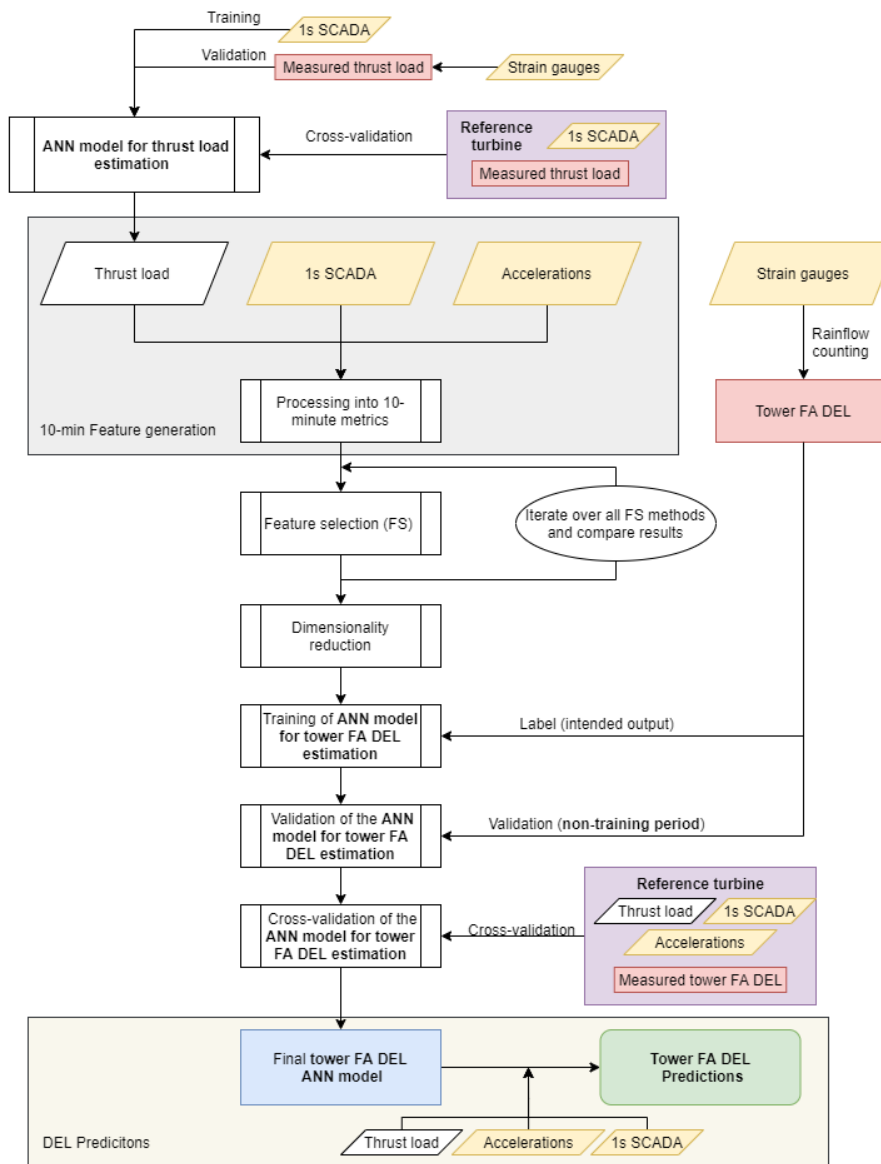 Training
1s SCADA
Validation
Measured thrust load
Strain gauges
ANN model for thrust load
estimation
Cross-validation
Reference
turbine
1s SCADA
Measured thrust load
Thrust load
1s SCADA
Accelerations
Strain gauges
Rainflow
counting
Processing into 10-
minute metrics
Tower FA DEL
10-min Feature generation
Feature selection (FS)
Iterate over all FS methods
and compare results
Dimensionality
reduction
Training of ANN model
for tower FA DEL
estimation
Label (intended output)
Validation of the ANN
model for tower FA
DEL estimation
Validation (non-training period)
Reference turbine
Thrust load
1s SCADA
Accelerations
Measured tower FA DEL
Cross-validation of the
ANN model for tower
FA DEL estimation
Cross-validation
Final tower FA DEL
ANN model
Tower FA DEL
Predictions
DEL Predicitons
Thrust load
Accelerations
1s SCADA